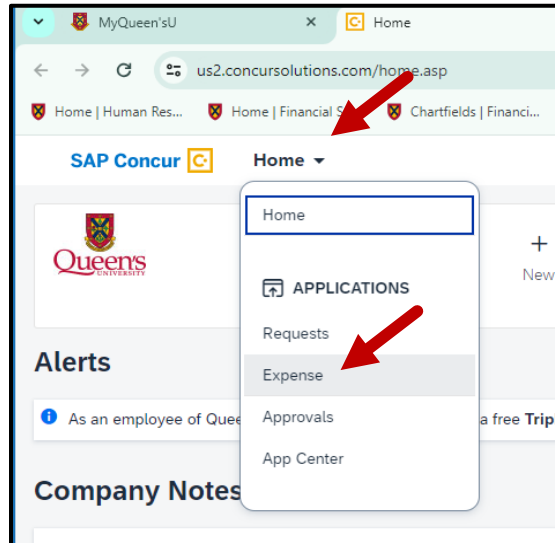 MyQueen'sU
Home
us2.concursolutions.com/home.asp
Home | Human Res...
Home | Financial S
Chartfields | Financi...
SAP Concur C
Home
Home
Queen's
UNIVERSITY
New
APPLICATIONS
Requests
Alerts
Expense
As an employee of Quee
Approvals
a free Trip
App Center
Company Notes